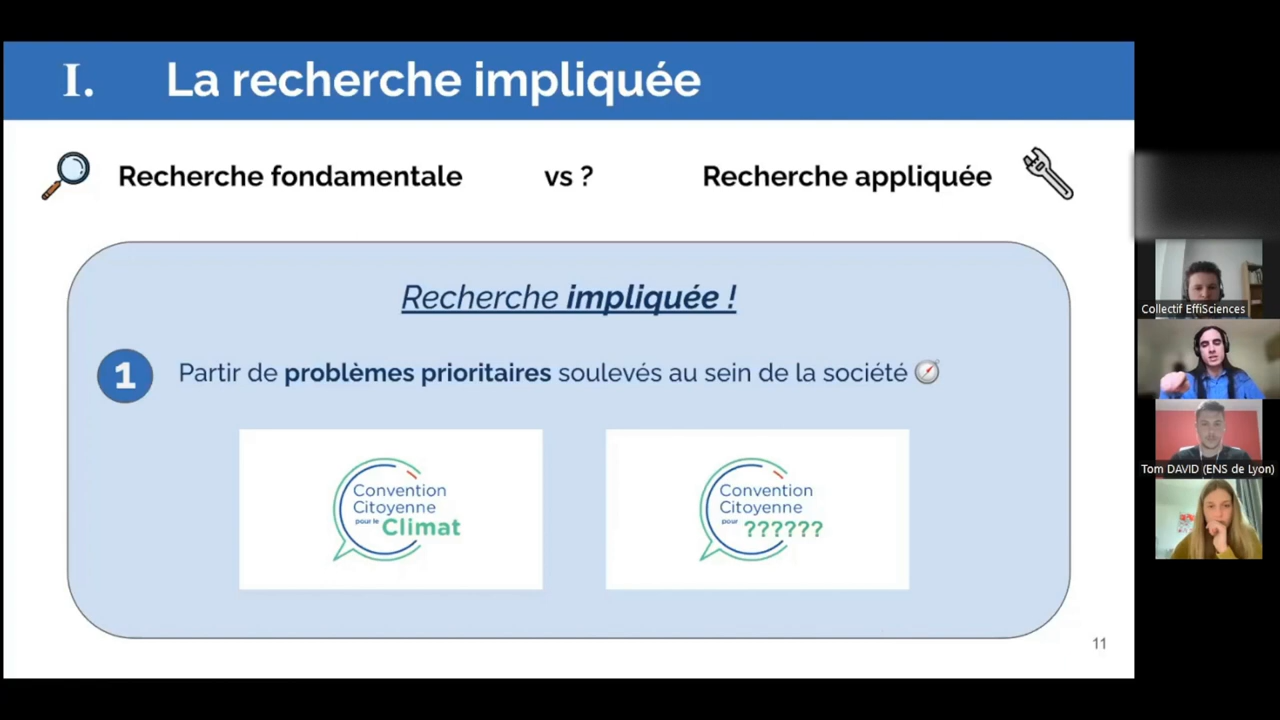 I. La recherche impliquée
Recherche fondamentale vs ? Recherche appliquée
Recherche impliquée !
1 Partir de problèmes prioritaires soulevés au sein de la société
Convention
Citoyenne
pour le Climat
Convention
Citoyenne
pour ??????
11
Collectif EffiSciences
Tom DAVID (ENS de Lyon)